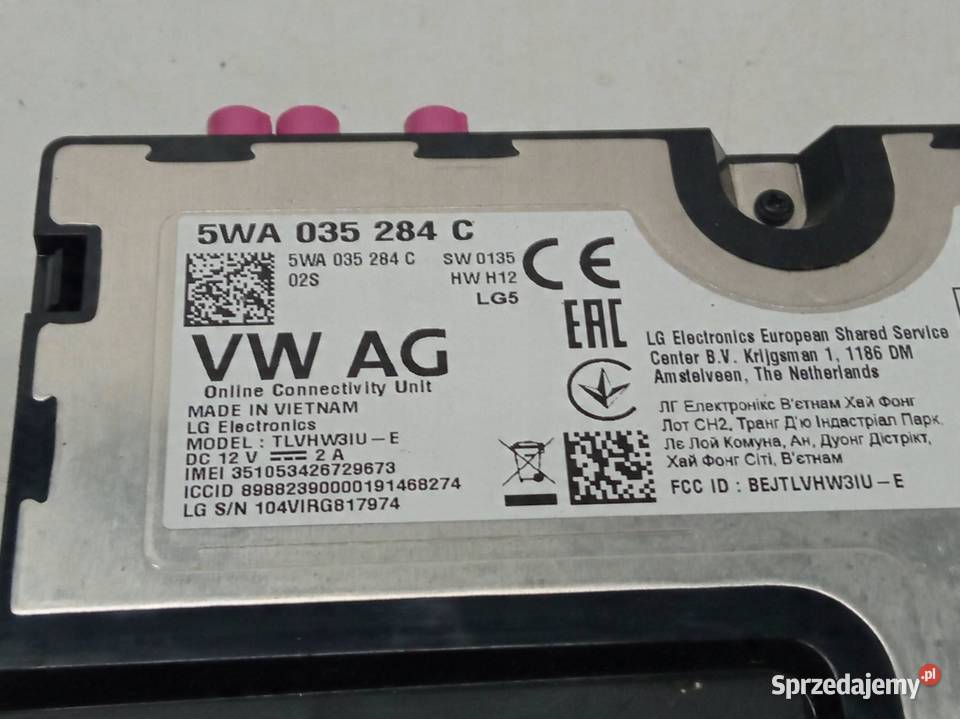 5WA 035 284 C
5WA 035 284 C SW 0135
02S HW H12
LG5
CE
EAC
VW AG
Online Connectivity Unit
MADE IN VIETNAM
LG Electronics
MODEL : TLVHW3IU-E
DC 12 V ⎓ 2 A
IMEI 351053426729673
ICCID 89882390000191468274
LG S/N 104VIRG817974
LG Electronics European Shared Service
Center B.V. Krijgsman 1, 1186 DM
Amstelveen, The Netherlands
ЛГ Електронікс В'єтнам Хай Фонг
Лот CH2, Транг Д'ю Індастріал Парк,
Лє Лой Комуна, Ан, Дуонг Дістрікт,
Хай Фонг Сіті, В'єтнам
FCC ID : BEJTLVHW3IU-E
Sprzedajemy.pl